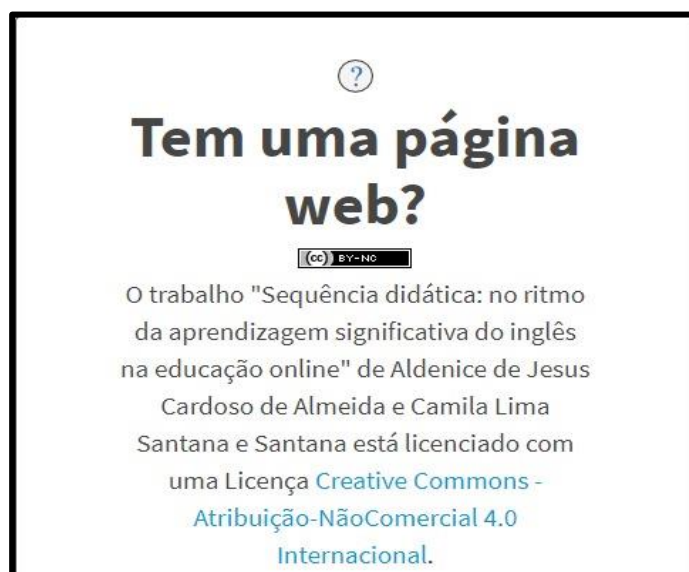 ?
Tem uma página
web?
(cc) BY-NC
O trabalho "Sequência didática: no ritmo
da aprendizagem significativa do inglês
na educação online" de Aldenice de Jesus
Cardoso de Almeida e Camila Lima
Santana e Santana está licenciado com
uma Licença Creative Commons -
Atribuição-NãoComercial 4.0
Internacional.